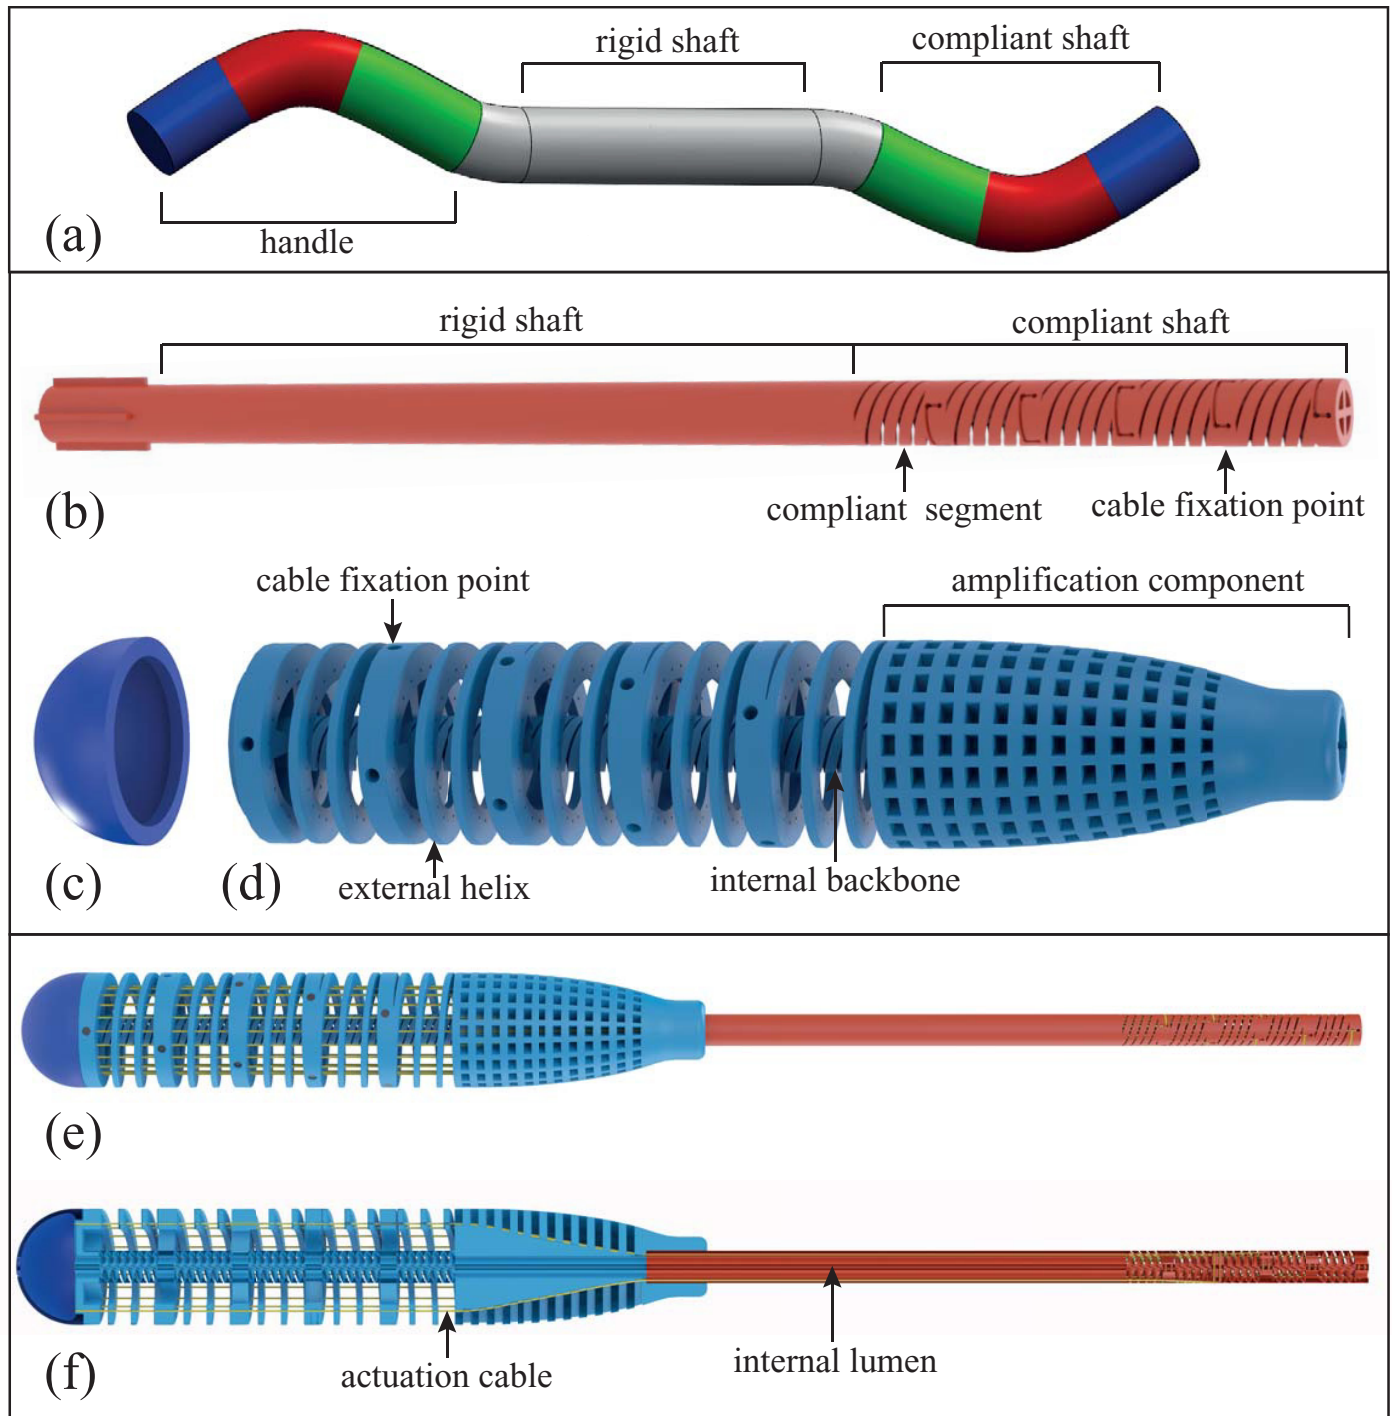 rigid shaft
compliant shaft
handle
(a)
rigid shaft
compliant shaft
compliant segment
cable fixation point
(b)
cable fixation point
amplification component
external helix
internal backbone
(c)
(d)
(e)
actuation cable
internal lumen
(f)